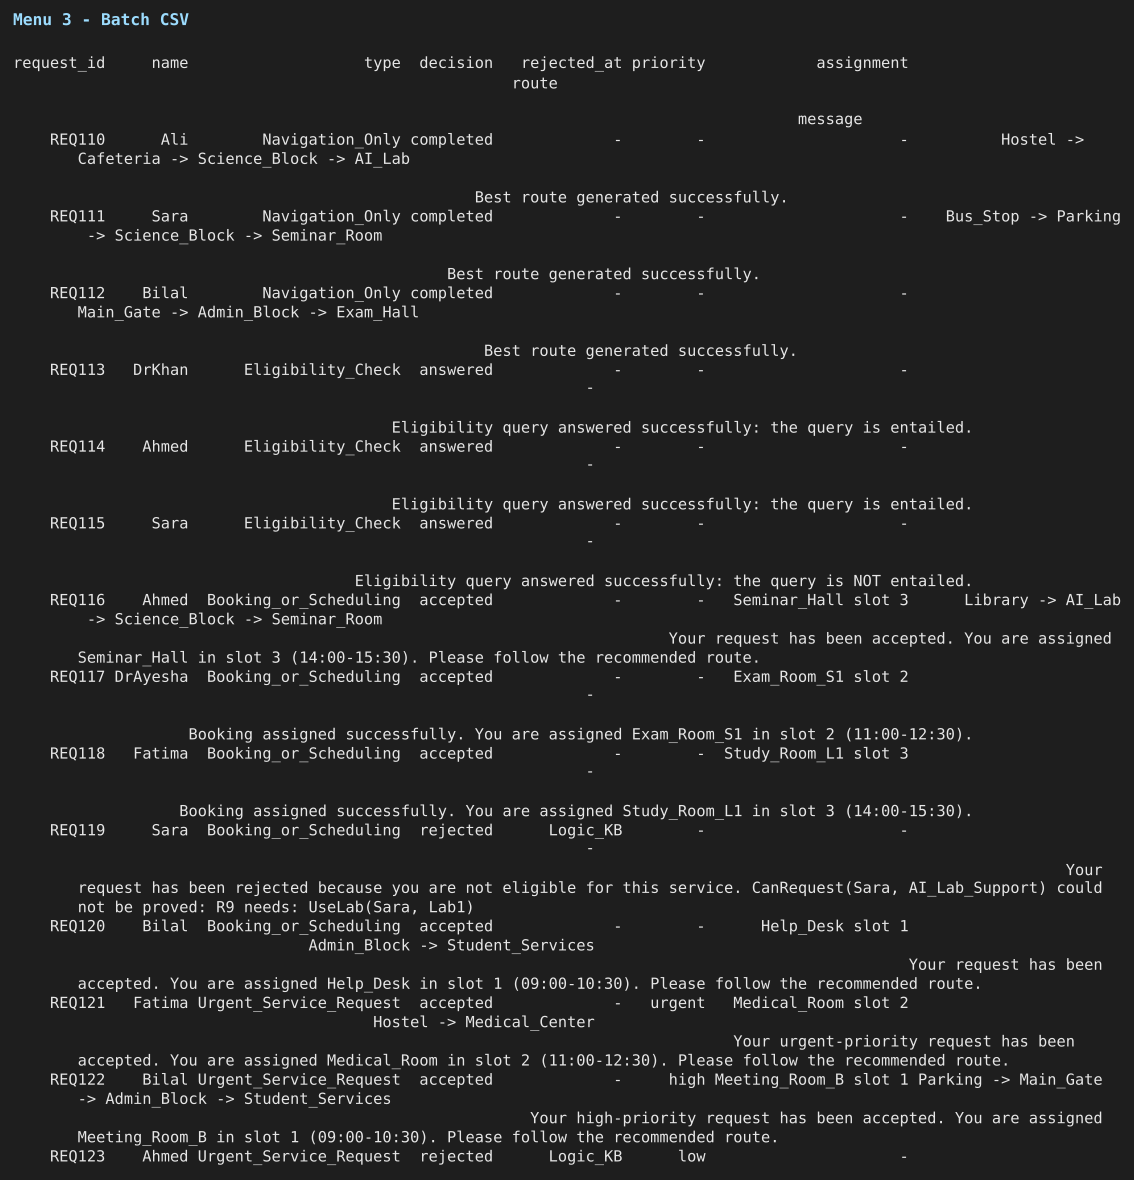 Menu 3 - Batch CSV
request_id name type decision rejected_at priority assignment
route
message
REQ110 Ali Navigation_Only completed - - - Hostel ->
Cafeteria -> Science_Block -> AI_Lab
Best route generated successfully.
REQ111 Sara Navigation_Only completed - - - Bus_Stop -> Parking
-> Science_Block -> Seminar_Room
Best route generated successfully.
REQ112 Bilal Navigation_Only completed - - -
Main_Gate -> Admin_Block -> Exam_Hall
Best route generated successfully.
REQ113 DrKhan Eligibility_Check answered - - -
-
Eligibility query answered successfully: the query is entailed.
REQ114 Ahmed Eligibility_Check answered - - -
-
Eligibility query answered successfully: the query is entailed.
REQ115 Sara Eligibility_Check answered - - -
-
Eligibility query answered successfully: the query is NOT entailed.
REQ116 Ahmed Booking_or_Scheduling accepted - - Seminar_Hall slot 3 Library -> AI_Lab
-> Science_Block -> Seminar_Room
Your request has been accepted. You are assigned
Seminar_Hall in slot 3 (14:00-15:30). Please follow the recommended route.
REQ117 DrAyesha Booking_or_Scheduling accepted - - Exam_Room_S1 slot 2
-
Booking assigned successfully. You are assigned Exam_Room_S1 in slot 2 (11:00-12:30).
REQ118 Fatima Booking_or_Scheduling accepted - - Study_Room_L1 slot 3
-
Booking assigned successfully. You are assigned Study_Room_L1 in slot 3 (14:00-15:30).
REQ119 Sara Booking_or_Scheduling rejected Logic_KB - -
-
Your
request has been rejected because you are not eligible for this service. CanRequest(Sara, AI_Lab_Support) could
not be proved: R9 needs: UseLab(Sara, Lab1)
REQ120 Bilal Booking_or_Scheduling accepted - - Help_Desk slot 1
Admin_Block -> Student_Services
Your request has been
accepted. You are assigned Help_Desk in slot 1 (09:00-10:30). Please follow the recommended route.
REQ121 Fatima Urgent_Service_Request accepted - urgent Medical_Room slot 2
Hostel -> Medical_Center
Your urgent-priority request has been
accepted. You are assigned Medical_Room in slot 2 (11:00-12:30). Please follow the recommended route.
REQ122 Bilal Urgent_Service_Request accepted - high Meeting_Room_B slot 1 Parking -> Main_Gate
-> Admin_Block -> Student_Services
Your high-priority request has been accepted. You are assigned
Meeting_Room_B in slot 1 (09:00-10:30). Please follow the recommended route.
REQ123 Ahmed Urgent_Service_Request rejected Logic_KB low -